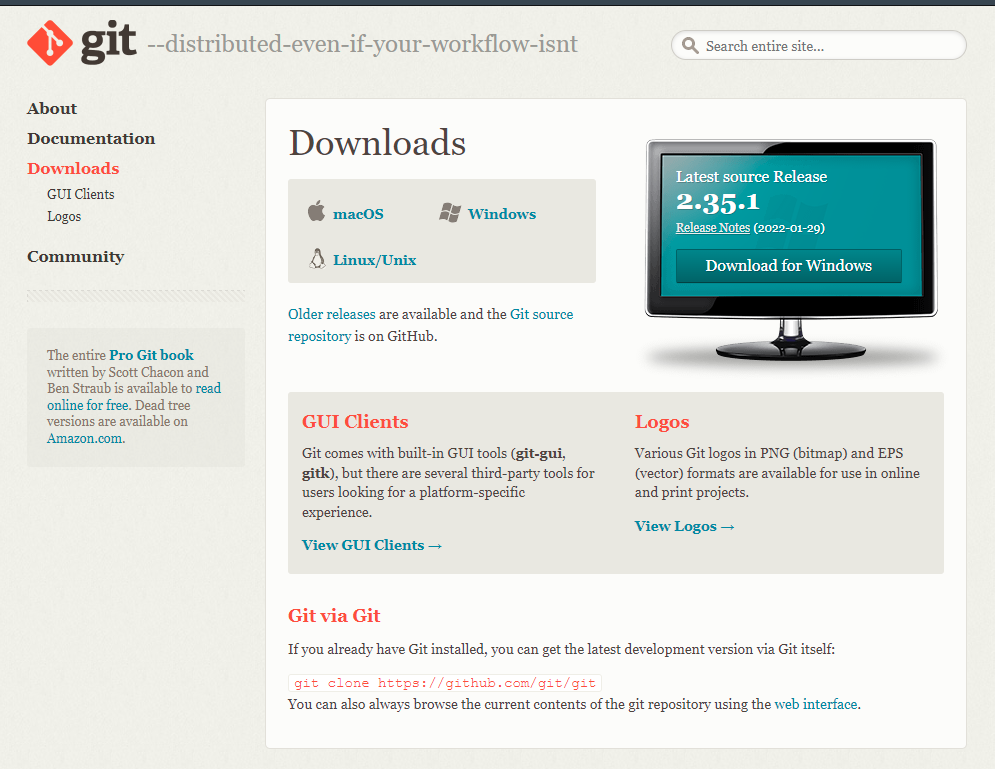 git --distributed-even-if-your-workflow-isnt
Search entire site...
About
Documentation
Downloads
GUI Clients
Logos
Community
The entire Pro Git book
written by Scott Chacon and
Ben Straub is available to read
online for free. Dead tree
versions are available on
Amazon.com.
Downloads
macOS
Windows
Linux/Unix
Older releases are available and the Git source
repository is on GitHub.
Latest source Release
2.35.1
Release Notes (2022-01-29)
Download for Windows
GUI Clients
Git comes with built-in GUI tools (git-gui,
gitk), but there are several third-party tools for
users looking for a platform-specific
experience.
View GUI Clients →
Logos
Various Git logos in PNG (bitmap) and EPS
(vector) formats are available for use in online
and print projects.
View Logos →
Git via Git
If you already have Git installed, you can get the latest development version via Git itself:
git clone https://github.com/git/git
You can also always browse the current contents of the git repository using the web interface.